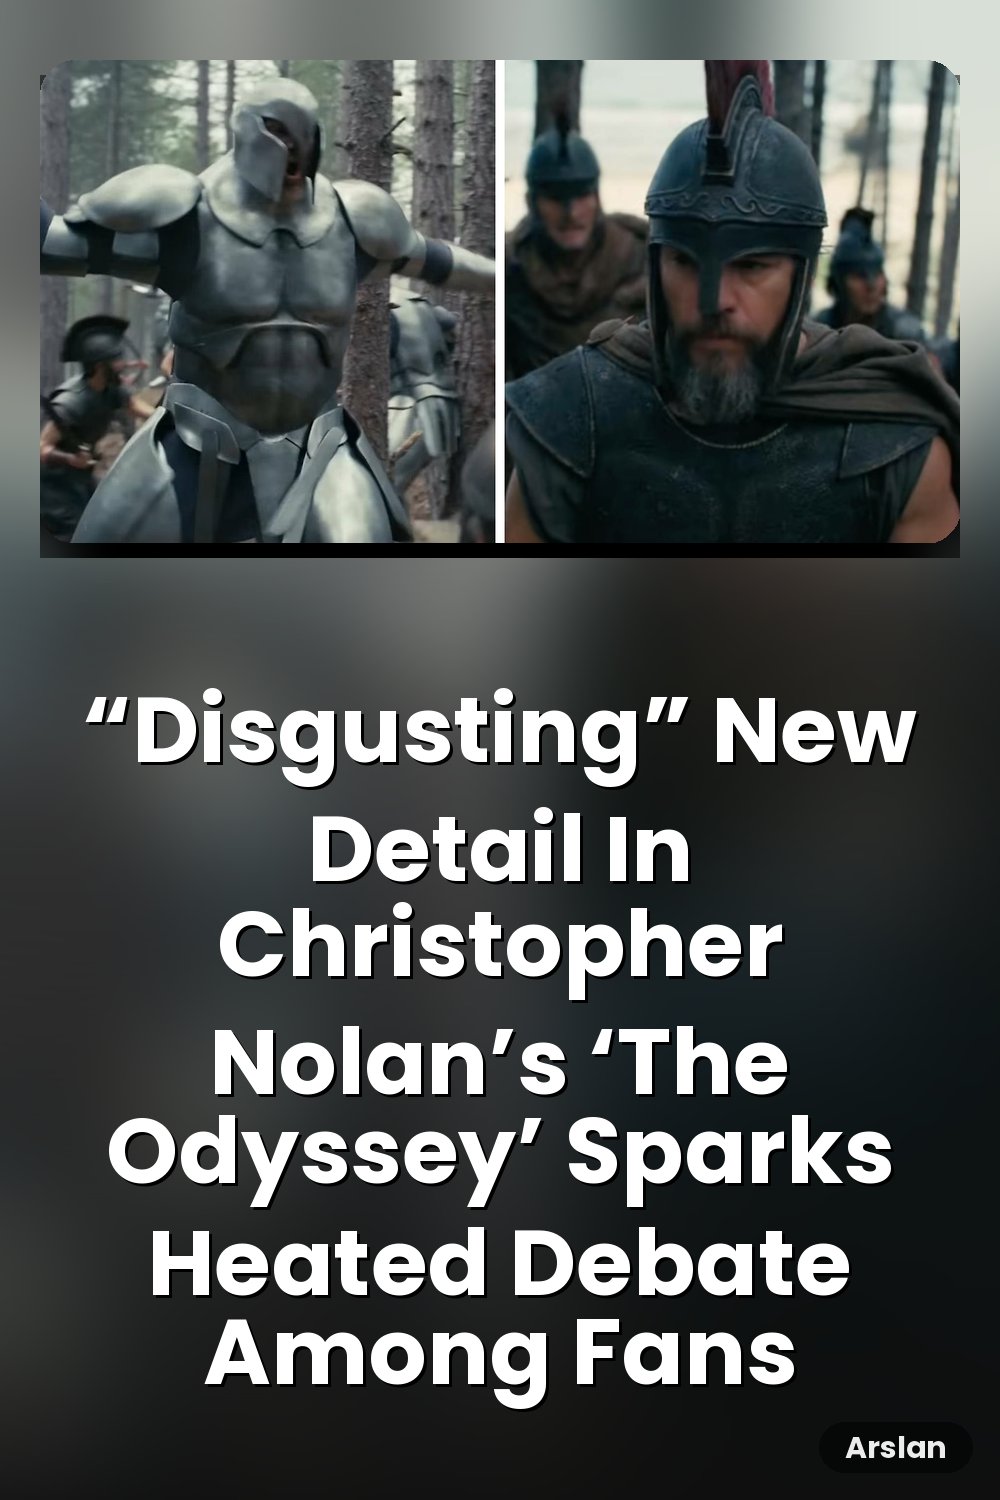 “Disgusting” New
Detail In
Christopher
Nolan’s ‘The
Odyssey’ Sparks
Heated Debate
Among Fans
Arslan